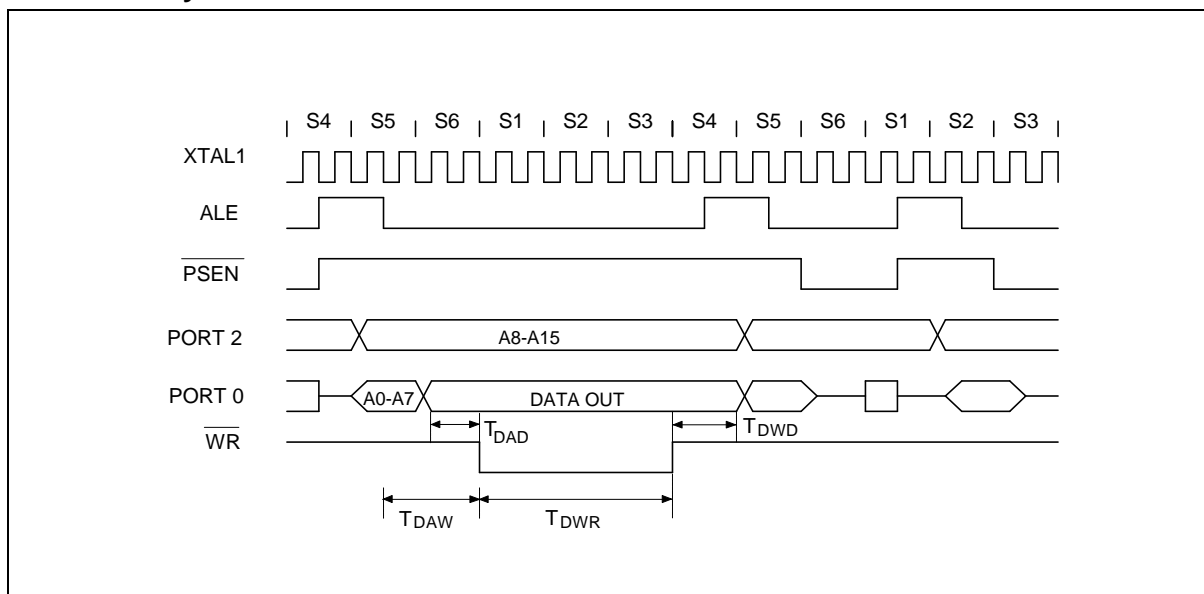 S4 S5 S6 S1 S2 S3 S4 S5 S6 S1 S2 S3
XTAL1
ALE
PSEN
PORT 2 A8-A15
PORT 0 A0-A7 DATA OUT
WR TDAD TDWD
TDAW TDWR